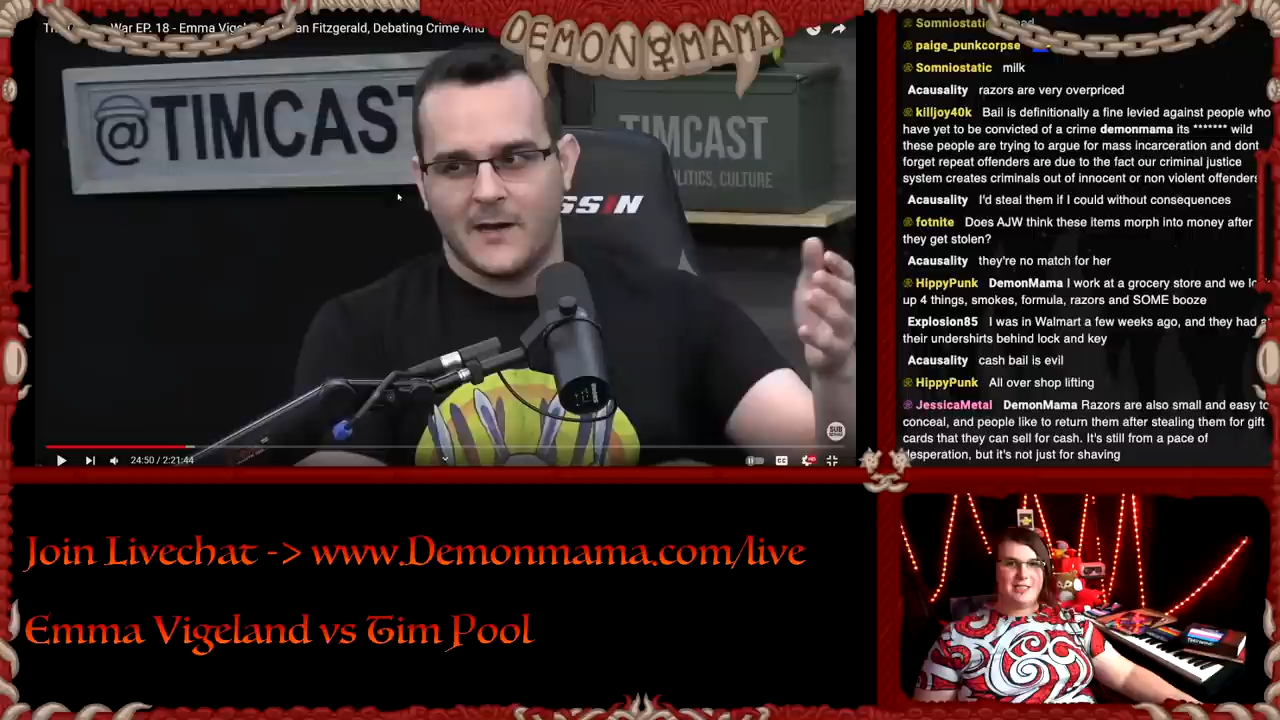 War EP. 18 - Emma
an Fitzgerald, Debating Crime And
DEMON MAMA
@TIMCAST
TIMCAST
POLITICS, CULTURE
SSIN
SUB
24:50 / 2:21:44
CC
HD
Somniostatic
paige_punkcorpse
Somniostatic milk
Acausality razors are very overpriced
killjoy40k Bail is definitionally a fine levied against people who
have yet to be convicted of a crime demonmama its ******* wild
these people are trying to argue for mass incarceration and dont
forget repeat offenders are due to the fact our criminal justice
system creates criminals out of innocent or non violent offenders
Acausality I'd steal them if I could without consequences
fotnite Does AJW think these items morph into money after
they get stolen?
Acausality they're no match for her
HippyPunk DemonMama I work at a grocery store and we lo
up 4 things, smokes, formula, razors and SOME booze
Explosion85 I was in Walmart a few weeks ago, and they had a
their undershirts behind lock and key
Acausality cash bail is evil
HippyPunk All over shop lifting
JessicaMetal DemonMama Razors are also small and easy to
conceal, and people like to return them after stealing them for gift
cards that they can sell for cash. It's still from a pace of
desperation, but it's not just for shaving
Join Livechat -> www.Demonmama.com/live
Emma Vigeland vs Tim Pool